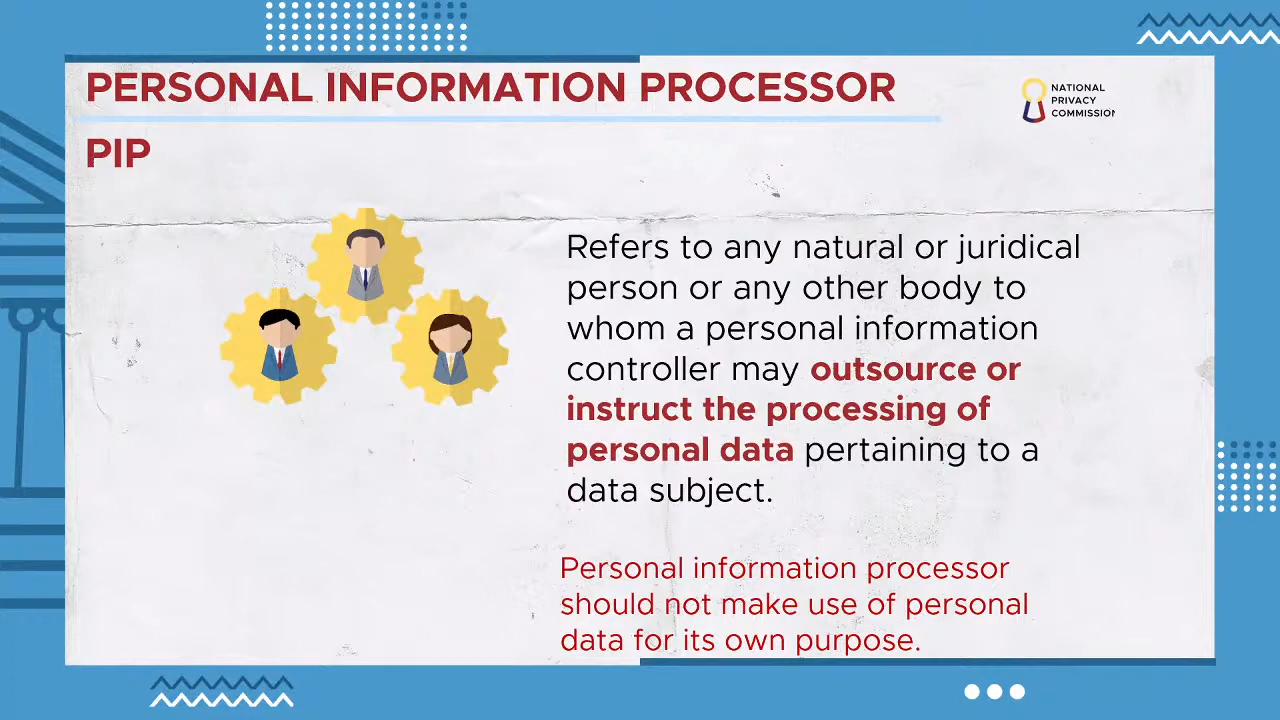 PERSONAL INFORMATION PROCESSOR
PIP
NATIONAL
PRIVACY
COMMISSION
Refers to any natural or juridical
person or any other body to
whom a personal information
controller may outsource or
instruct the processing of
personal data pertaining to a
data subject.
Personal information processor
should not make use of personal
data for its own purpose.